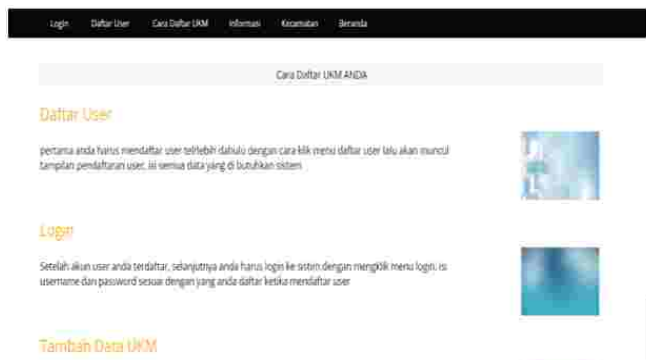 Login Daftar User Cara Daftar UKM Informasi Kecamatan Beranda
Cara Daftar UKM ANDA
Daftar User
pertama anda harus mendaftar user telrlebih dahulu dengan cara klik menu daftar user lalu akan muncul
tampilan pendaftaran user, isi semua data yang di butuhkan sistem
Login
Setelah akun user anda terdaftar, selanjutnya anda harus login ke sistim dengan mengklik menu login, isi
username dan password sesuai dengan yang anda daftar ketika mendaftar user
Tambah Data UKM